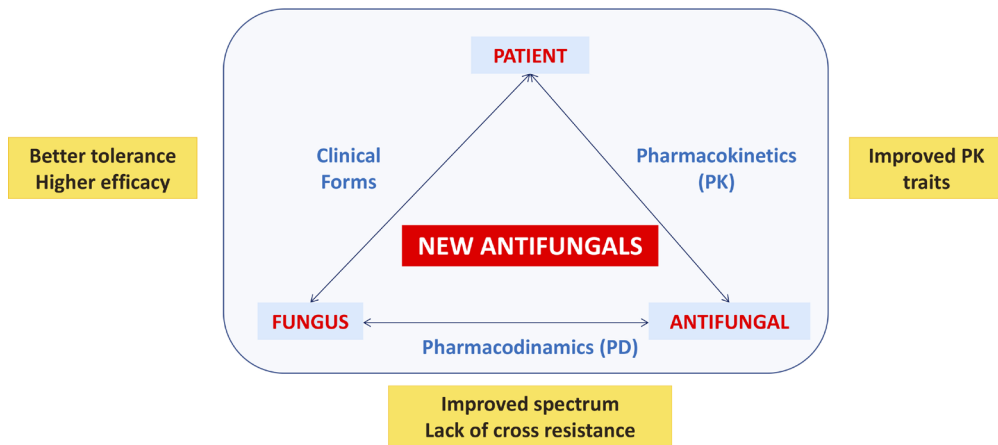 PATIENT
Better tolerance
Higher efficacy
Clinical
Forms
Pharmacokinetics
(PK)
Improved PK
traits
NEW ANTIFUNGALS
FUNGUS
ANTIFUNGAL
Pharmacodinamics (PD)
Improved spectrum
Lack of cross resistance